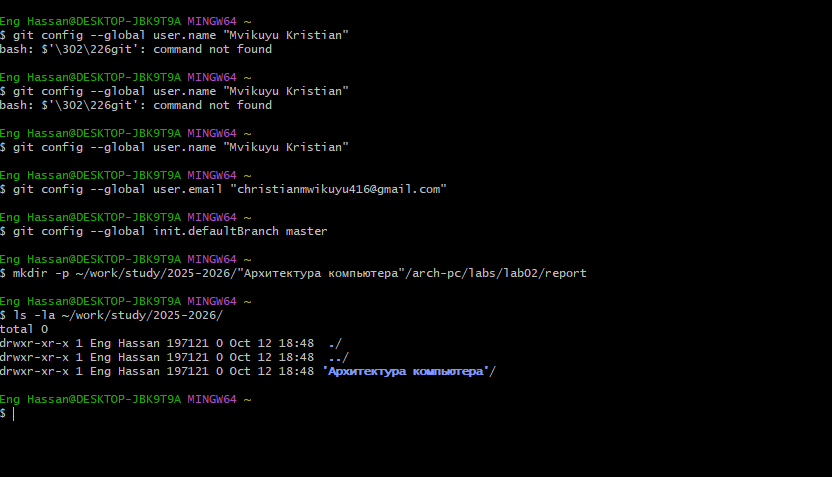 Eng Hassan@DESKTOP-JBK9T9A MINGW64 ~
$ git config --global user.name "Mvikuyu Kristian"
bash: $'\302\226git': command not found
Eng Hassan@DESKTOP-JBK9T9A MINGW64 ~
$ git config --global user.name "Mvikuyu Kristian"
bash: $'\302\226git': command not found
Eng Hassan@DESKTOP-JBK9T9A MINGW64 ~
$ git config --global user.name "Mvikuyu Kristian"
Eng Hassan@DESKTOP-JBK9T9A MINGW64 ~
$ git config --global user.email "christianmwikuyu416@gmail.com"
Eng Hassan@DESKTOP-JBK9T9A MINGW64 ~
$ git config --global init.defaultBranch master
Eng Hassan@DESKTOP-JBK9T9A MINGW64 ~
$ mkdir -p ~/work/study/2025-2026/"Архитектура компьютера"/arch-pc/labs/lab02/report
Eng Hassan@DESKTOP-JBK9T9A MINGW64 ~
$ ls -la ~/work/study/2025-2026/
total 0
drwxr-xr-x 1 Eng Hassan 197121 0 Oct 12 18:48  ./
drwxr-xr-x 1 Eng Hassan 197121 0 Oct 12 18:48  ../
drwxr-xr-x 1 Eng Hassan 197121 0 Oct 12 18:48 'Архитектура компьютера'/
Eng Hassan@DESKTOP-JBK9T9A MINGW64 ~
$